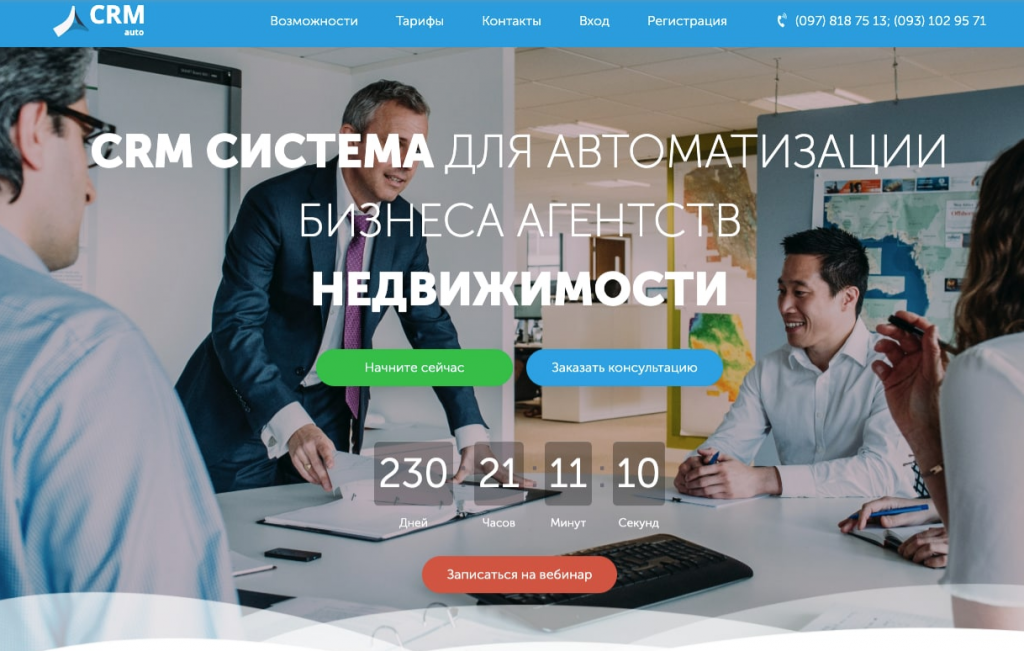 CRM
auto
Возможности
Тарифы
Контакты
Вход
Регистрация
(097) 818 75 13; (093) 102 95 71
CRM СИСТЕМА ДЛЯ АВТОМАТИЗАЦИИ
БИЗНЕСА АГЕНТСТВ
НЕДВИЖИМОСТИ
Начните сейчас
Заказать консультацию
230 21 11 10
Дней Часов Минут Секунд
Записаться на вебинар